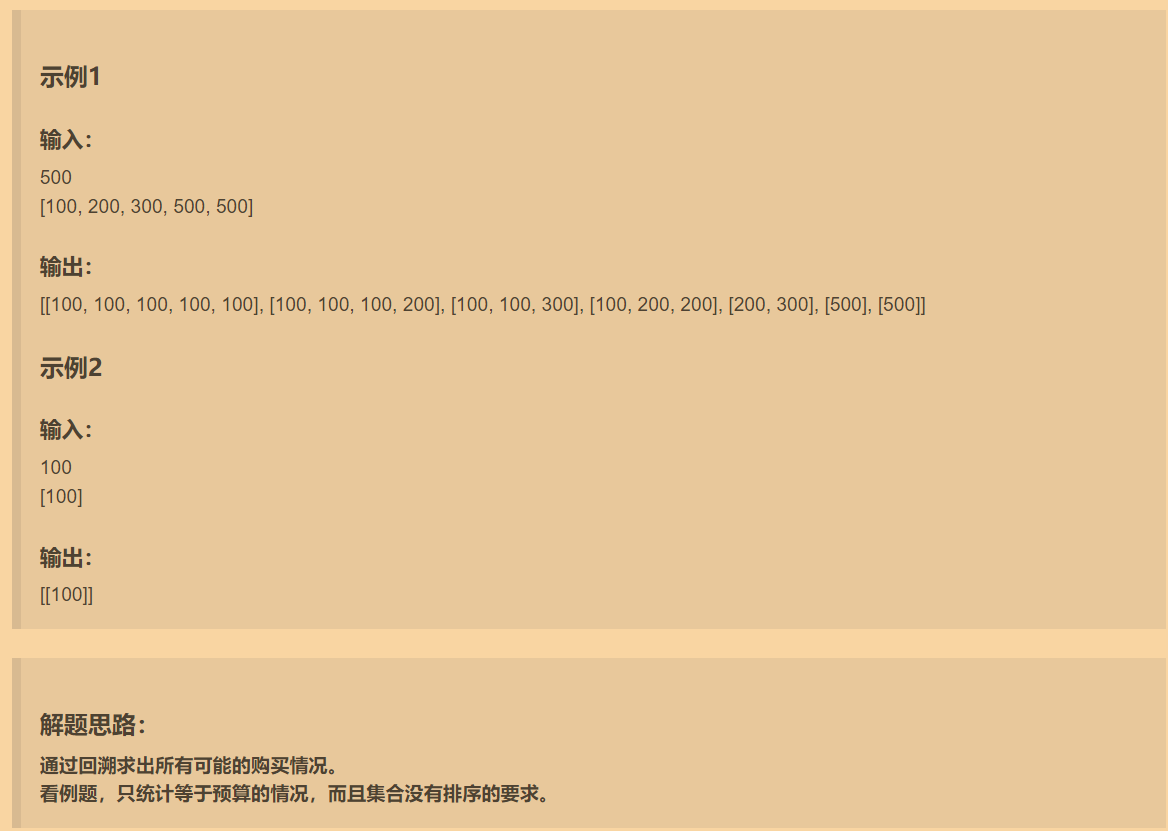 示例1
输入：
500
[100, 200, 300, 500, 500]
输出：
[[100, 100, 100, 100, 100], [100, 100, 100, 200], [100, 100, 300], [100, 200, 200], [200, 300], [500], [500]]
示例2
输入：
100
[100]
输出：
[[100]]
解题思路：
通过回溯求出所有可能的购买情况。
看例题，只统计等于预算的情况，而且集合没有排序的要求。